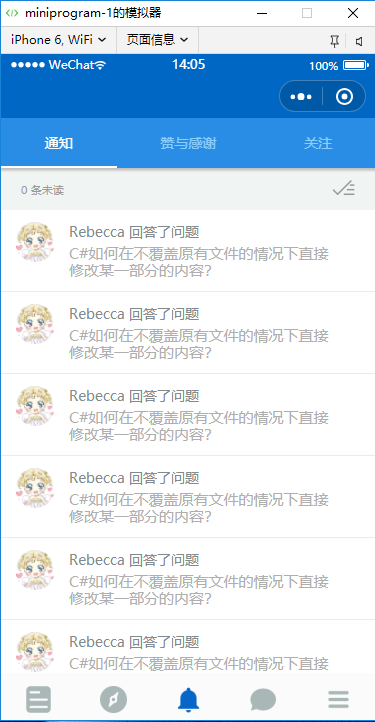 miniprogram-1的模拟器
iPhone 6, WiFi 页面信息
WeChat 14:05 100%
通知 赞与感谢 关注
0 条未读
Rebecca 回答了问题
C#如何在不覆盖原有文件的情况下直接
修改某一部分的内容?
Rebecca 回答了问题
C#如何在不覆盖原有文件的情况下直接
修改某一部分的内容?
Rebecca 回答了问题
C#如何在不覆盖原有文件的情况下直接
修改某一部分的内容?
Rebecca 回答了问题
C#如何在不覆盖原有文件的情况下直接
修改某一部分的内容?
Rebecca 回答了问题
C#如何在不覆盖原有文件的情况下直接
修改某一部分的内容?
Rebecca 回答了问题
C#如何在不覆盖原有文件的情况下直接